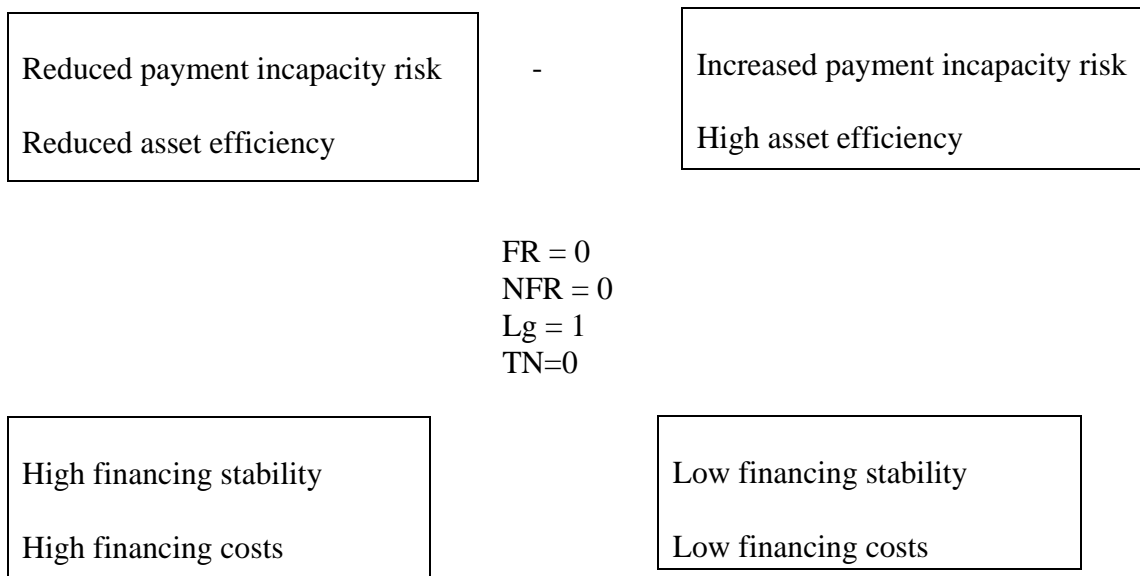 Reduced payment incapacity risk
Reduced asset efficiency
-
Increased payment incapacity risk
High asset efficiency
FR = 0
NFR = 0
Lg = 1
TN=0
High financing stability
High financing costs
Low financing stability
Low financing costs